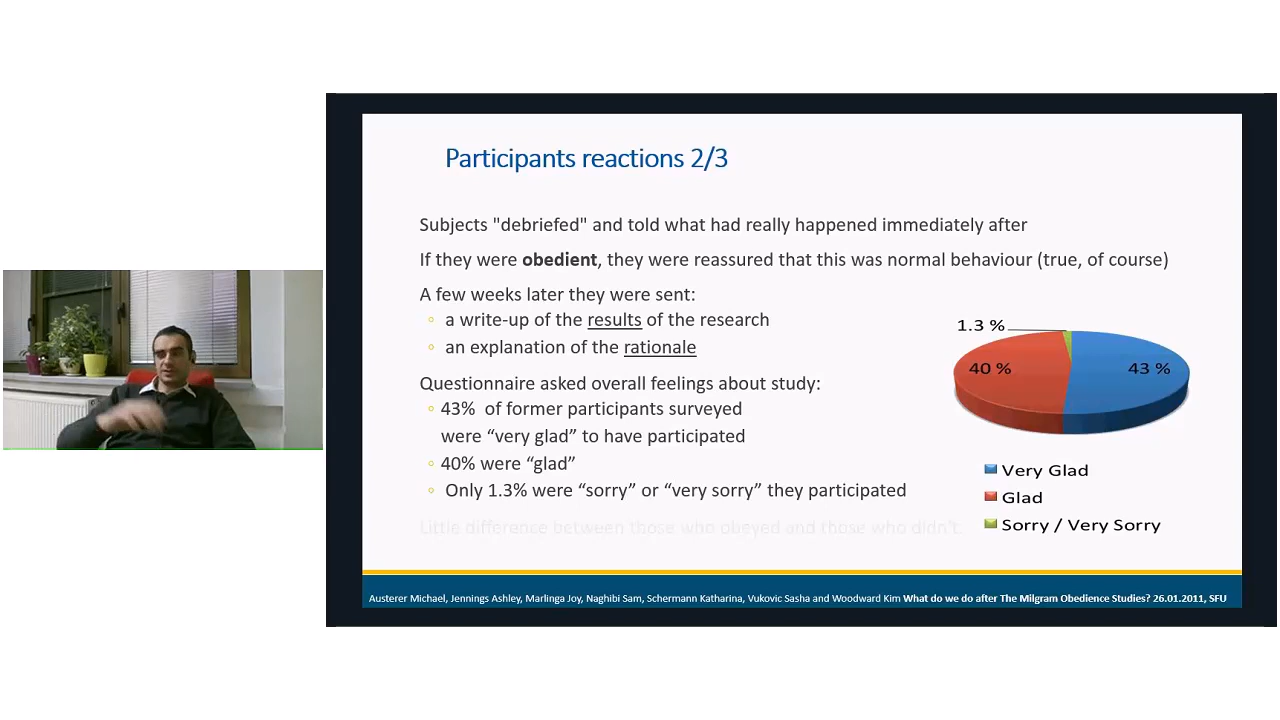 Participants reactions 2/3
Subjects "debriefed" and told what had really happened immediately after
If they were obedient, they were reassured that this was normal behaviour (true, of course)
A few weeks later they were sent:
a write-up of the results of the research
an explanation of the rationale
Questionnaire asked overall feelings about study:
43% of former participants surveyed
were “very glad” to have participated
40% were “glad”
Only 1.3% were “sorry” or “very sorry” they participated
Little difference between those who obeyed and those who didn't.
1.3 %
40 %
43 %
Very Glad
Glad
Sorry / Very Sorry
Austerer Michael, Jennings Ashley, Marlinga Joy, Naghibi Sam, Schermann Katharina, Vukovic Sasha and Woodward Kim What do we do after The Milgram Obedience Studies? 26.01.2011, SFU